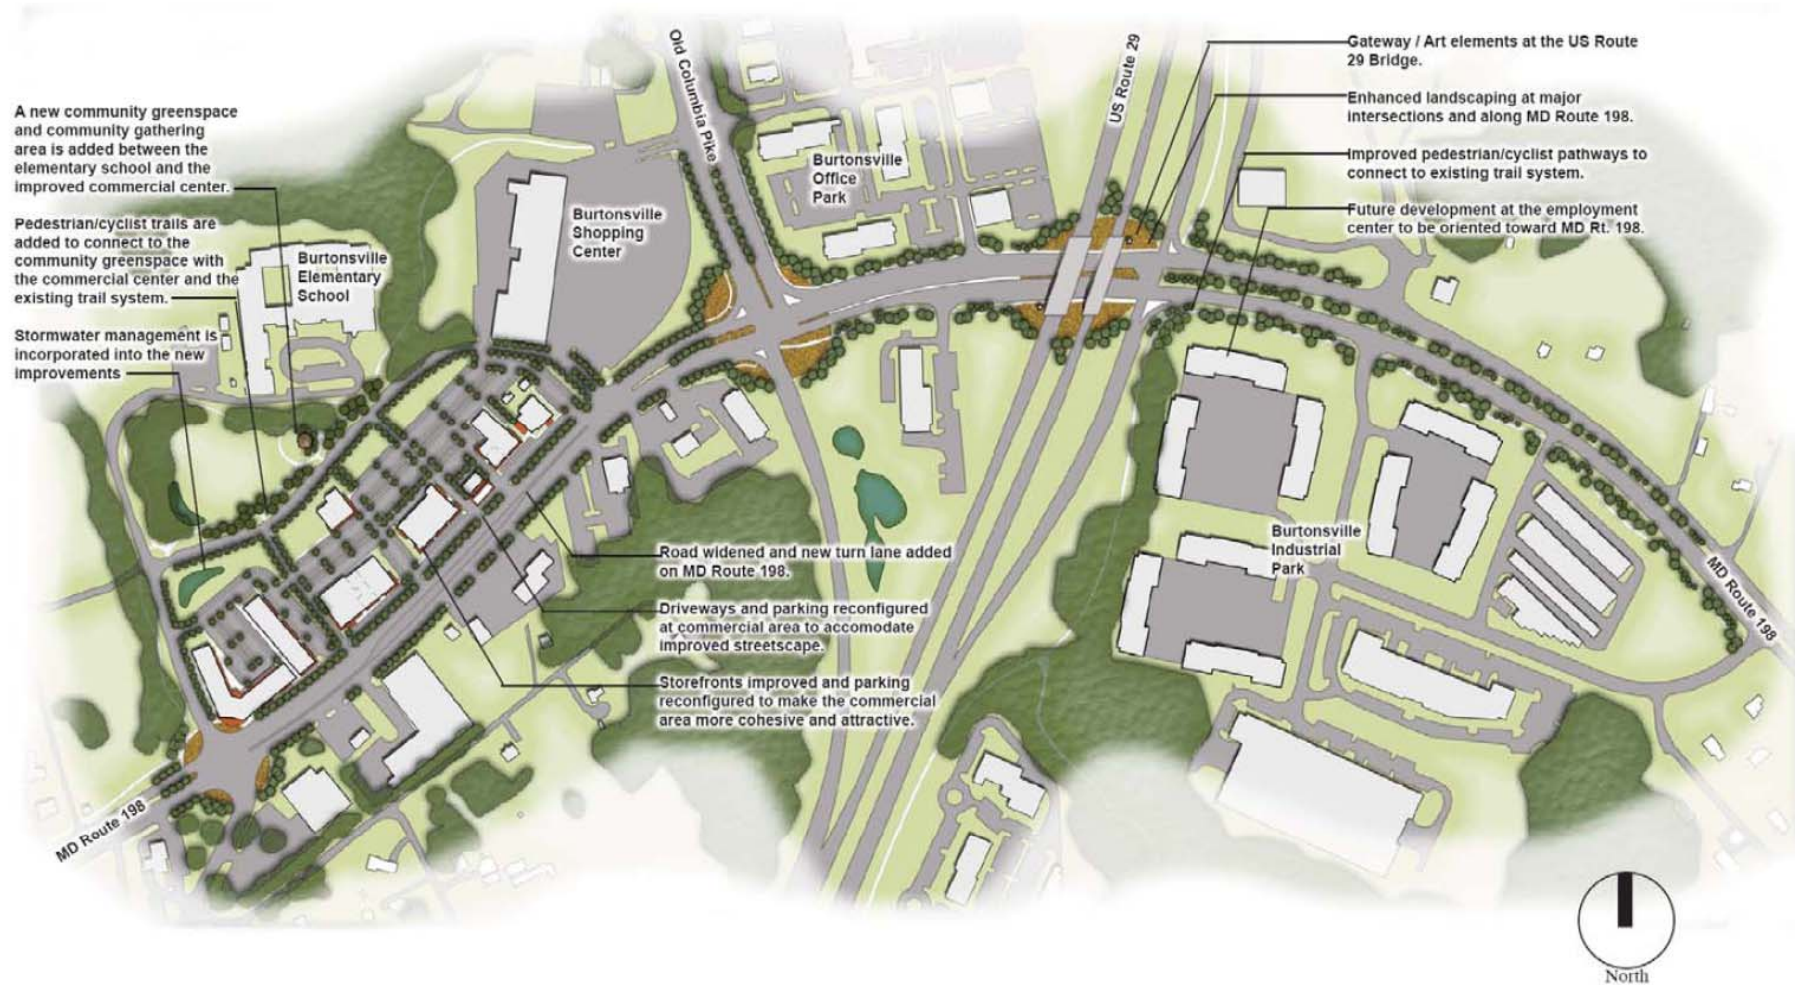 A new community greenspace
and community gathering
area is added between the
elementary school and the
improved commercial center.
Pedestrian/cyclist trails are
added to connect to the
community greenspace with
the commercial center and the
existing trail system.
Stormwater management is
incorporated into the new
improvements
Burtonsville
Elementary
School
Burtonsville
Shopping
Center
Old Columbia Pike
Burtonsville
Office
Park
US Route 29
Gateway / Art elements at the US Route
29 Bridge.
Enhanced landscaping at major
intersections and along MD Route 198.
Improved pedestrian/cyclist pathways to
connect to existing trail system.
Future development at the employment
center to be oriented toward MD Rt. 198.
Road widened and new turn lane added
on MD Route 198.
Driveways and parking reconfigured
at commercial area to accomodate
improved streetscape.
Storefronts improved and parking
reconfigured to make the commercial
area more cohesive and attractive.
Burtonsville
Industrial
Park
MD Route 198
MD Route 198
North